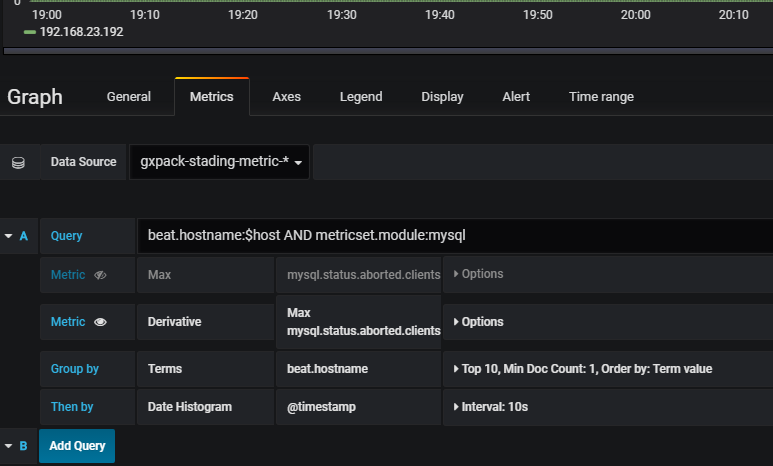 0
19:00 19:10 19:20 19:30 19:40 19:50 20:00 20:10
192.168.23.192
Graph General Metrics Axes Legend Display Alert Time range
Data Source gxpack-stading-metric-*
A Query beat.hostname:$host AND metricset.module:mysql
Metric Max mysql.status.aborted.clients Options
Metric Derivative Max mysql.status.aborted.clients Options
Group by Terms beat.hostname Top 10, Min Doc Count: 1, Order by: Term value
Then by Date Histogram @timestamp Interval: 10s
B Add Query